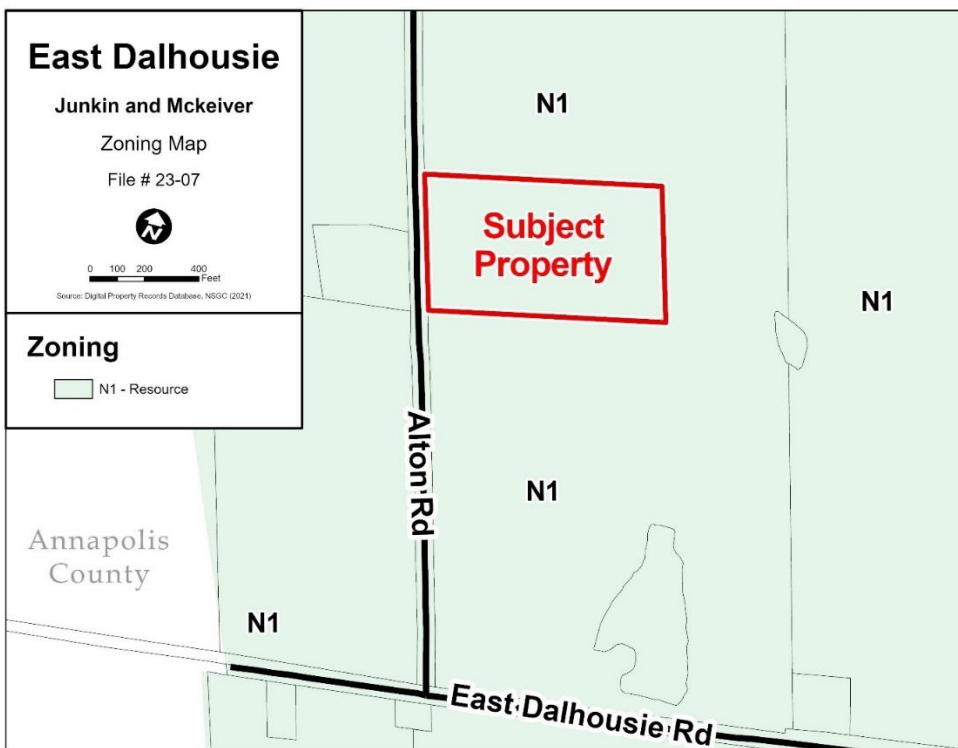 East Dalhousie
Junkin and Mckeiver
Zoning Map
File # 23-07
N
0 100 200 400
Feet
Source: Digital Property Records Database, NSGC (2021)
Zoning
N1 - Resource
N1
Subject
Property
N1
Alton Rd
N1
Annapolis
County
N1
East Dalhousie Rd